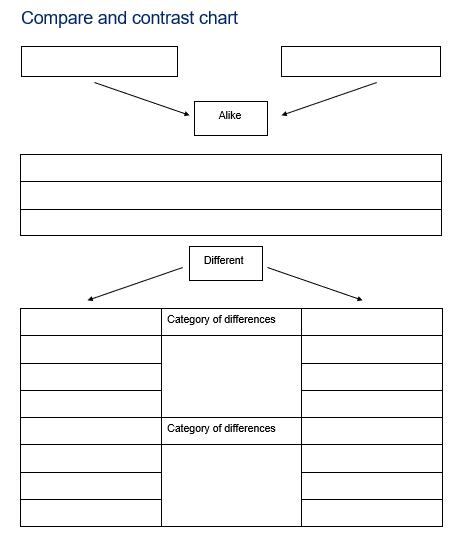 Compare and contrast chart
Alike
Different
Category of differences
Category of differences